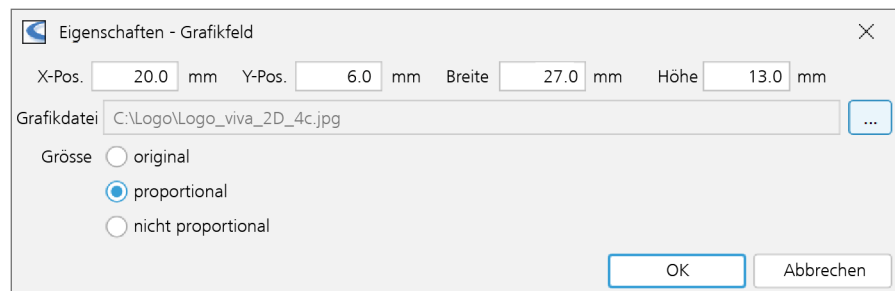 Eigenschaften - Grafikfeld
X-Pos. 20.0 mm Y-Pos. 6.0 mm Breite 27.0 mm Höhe 13.0 mm
Grafikdatei C:\Logo\Logo_viva_2D_4c.jpg ...
Grösse original
proportional
nicht proportional
OK Abbrechen